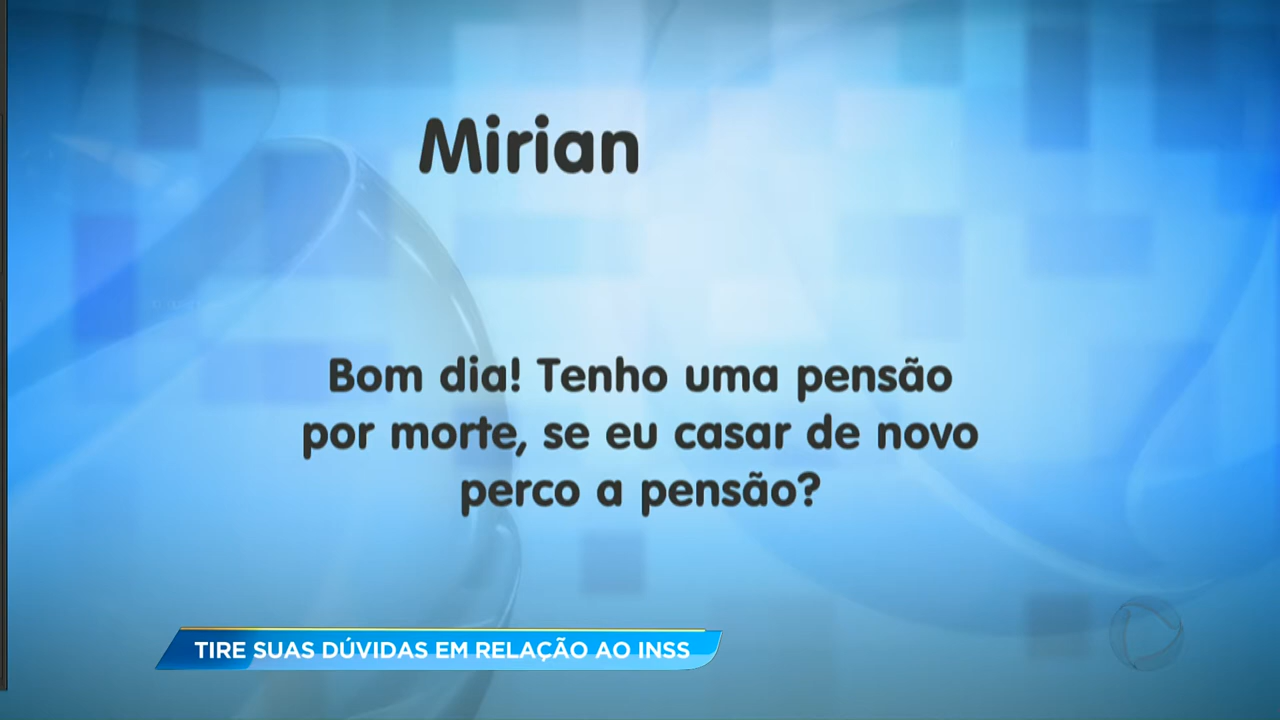 Mirian
Bom dia! Tenho uma pensão
por morte, se eu casar de novo
perco a pensão?
TIRE SUAS DÚVIDAS EM RELAÇÃO AO INSS